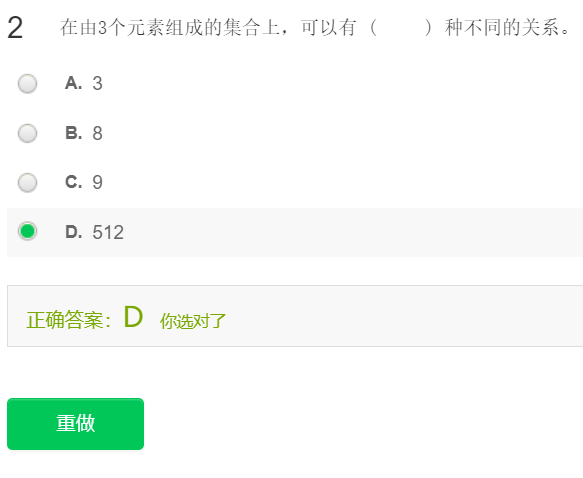 2 在由3个元素组成的集合上，可以有（ ）种不同的关系。
A. 3
B. 8
C. 9
D. 512
正确答案：D 你选对了
重做